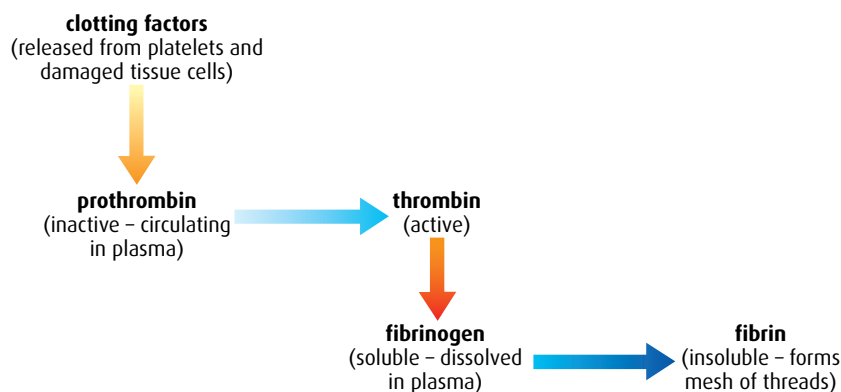 clotting factors
(released from platelets and
damaged tissue cells)
prothrombin
(inactive – circulating
in plasma)
thrombin
(active)
fibrinogen
(soluble – dissolved
in plasma)
fibrin
(insoluble – forms
mesh of threads)